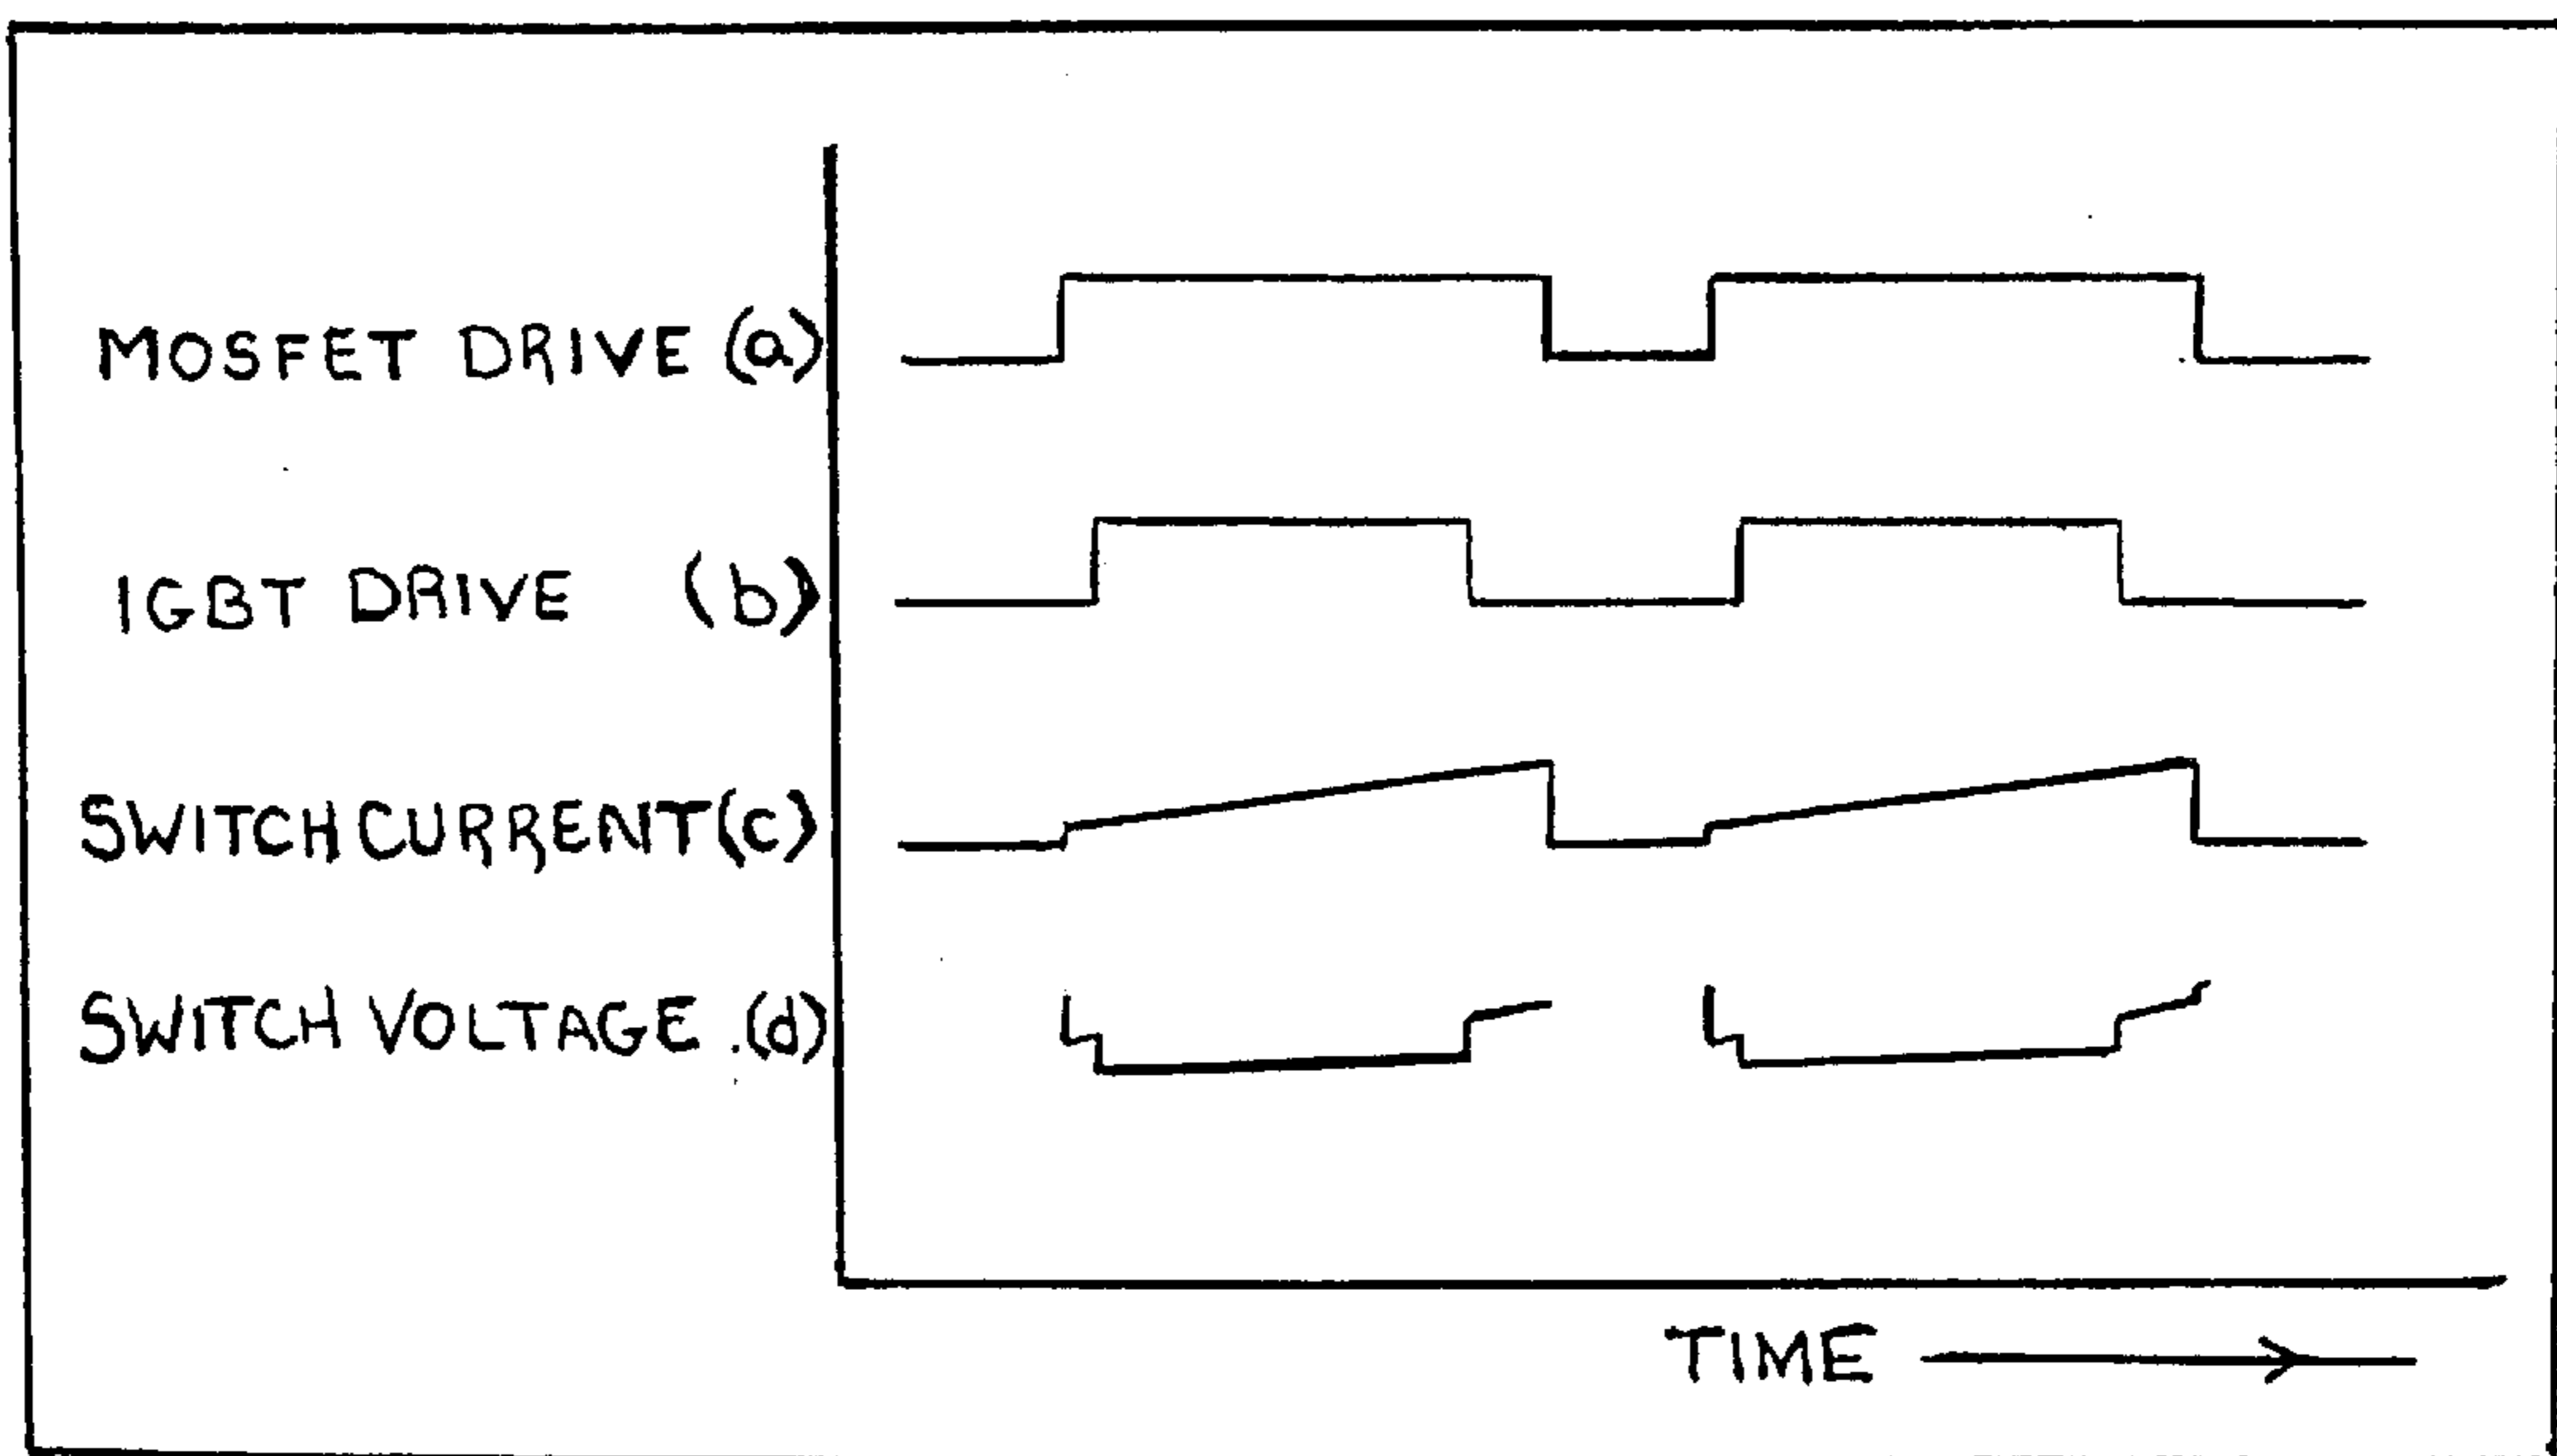 MOSFET DRIVE (a)
IGBT DRIVE (b)
SWITCH CURRENT (c)
SWITCH VOLTAGE .(d)
TIME